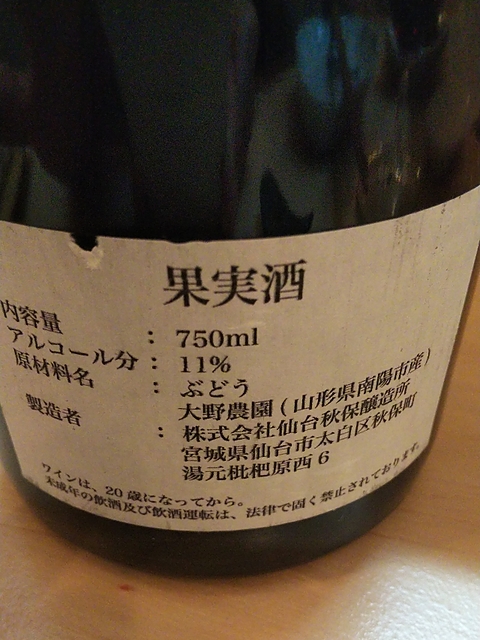 果実酒
内容量 : 750ml
アルコール分 : 11%
原材料名 : ぶどう
大野農園 (山形県南陽市産)
製造者 : 株式会社仙台秋保醸造所
宮城県仙台市太白区秋保町
湯元枇杷原西6
ワインは、20歳になってから。
未成年の飲酒及び飲酒運転は、法律で固く禁止されております。